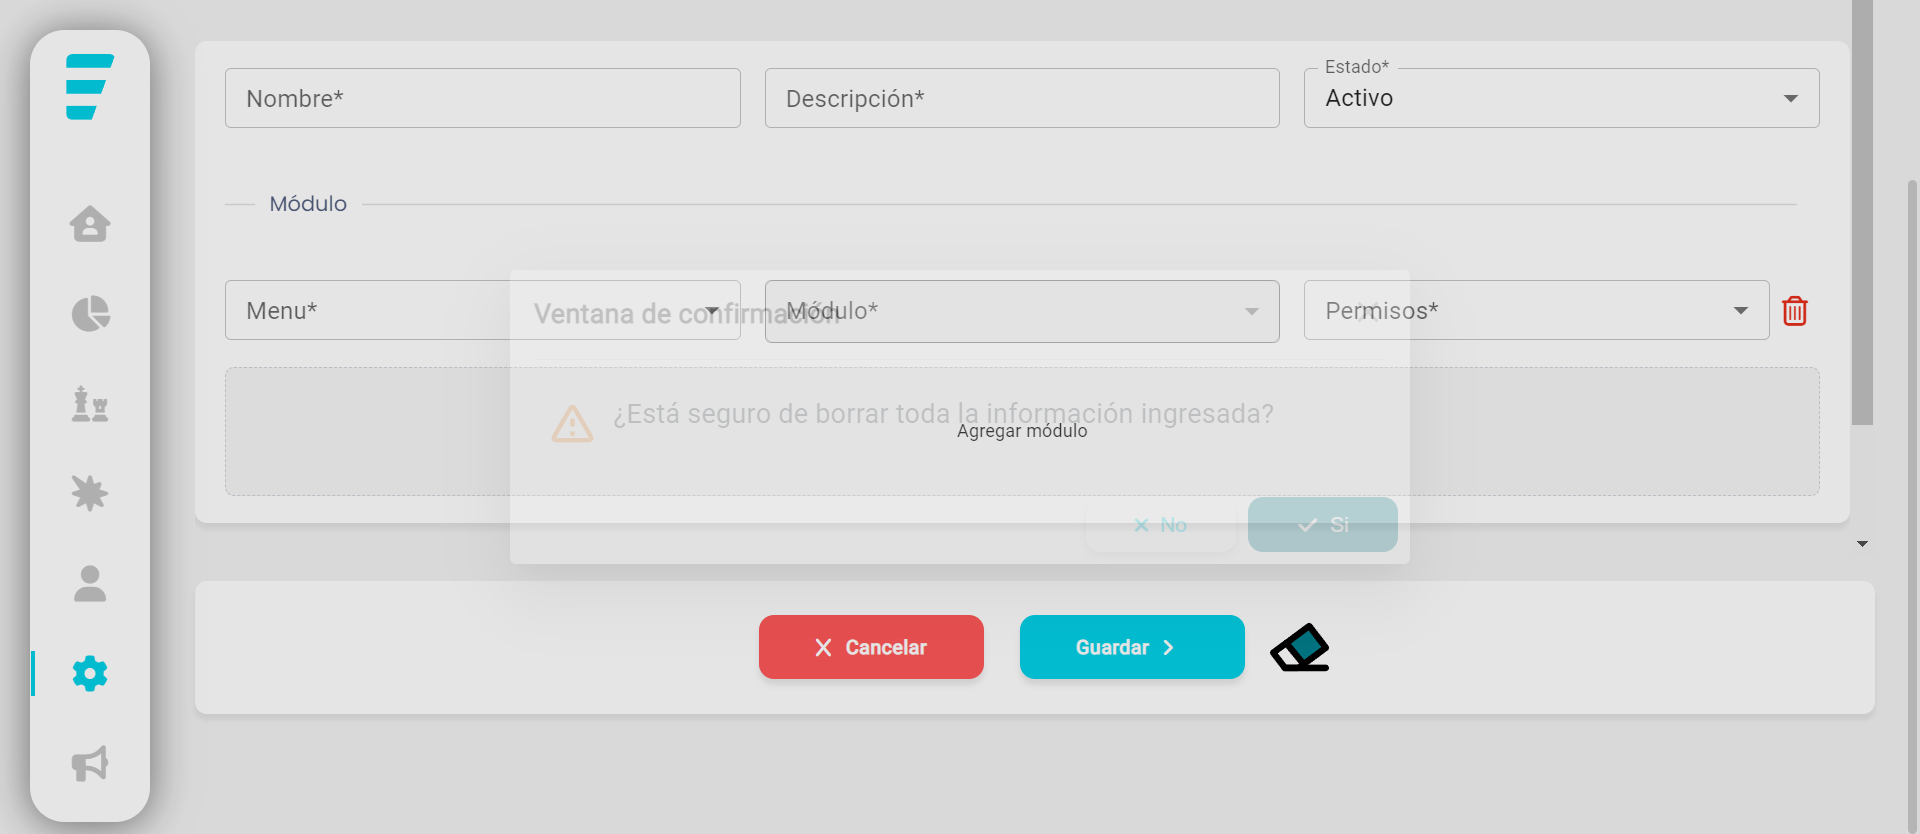 Nombre*
Descripción*
Estado*
Activo
Módulo
Menu*
Módulo*
Permisos*
Ventana de confirmación
¿Está seguro de borrar toda la información ingresada?
Agregar módulo
No
Si
Cancelar
Guardar